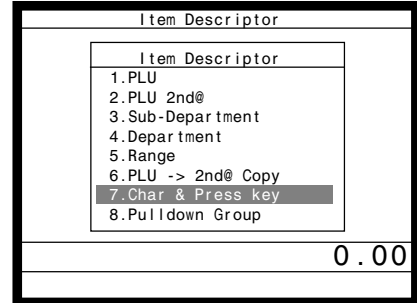 Item Descriptor
Item Descriptor
1.PLU
2.PLU 2nd@
3.Sub-Department
4.Department
5.Range
6.PLU -> 2nd@ Copy
7.Char & Press key
8.Pulldown Group
0.00